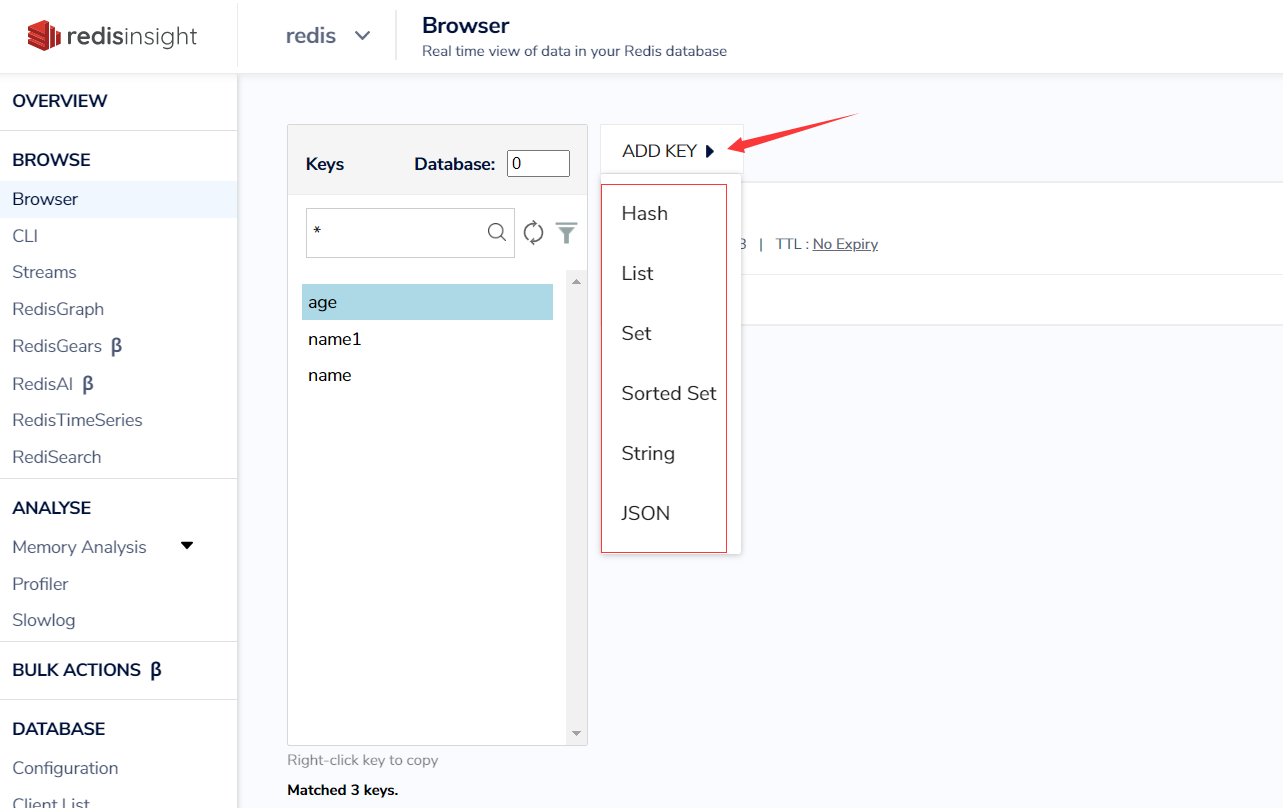 redisinsight
redis
Browser
Real time view of data in your Redis database
OVERVIEW
BROWSE
Browser
CLI
Streams
RedisGraph
RedisGears β
RedisAI β
RedisTimeSeries
RediSearch
ANALYSE
Memory Analysis
Profiler
Slowlog
BULK ACTIONS β
DATABASE
Configuration
Client List
Keys Database: 0
*
age
name1
name
Right-click key to copy
Matched 3 keys.
ADD KEY
Hash
List
Set
Sorted Set
String
JSON
| TTL : No Expiry